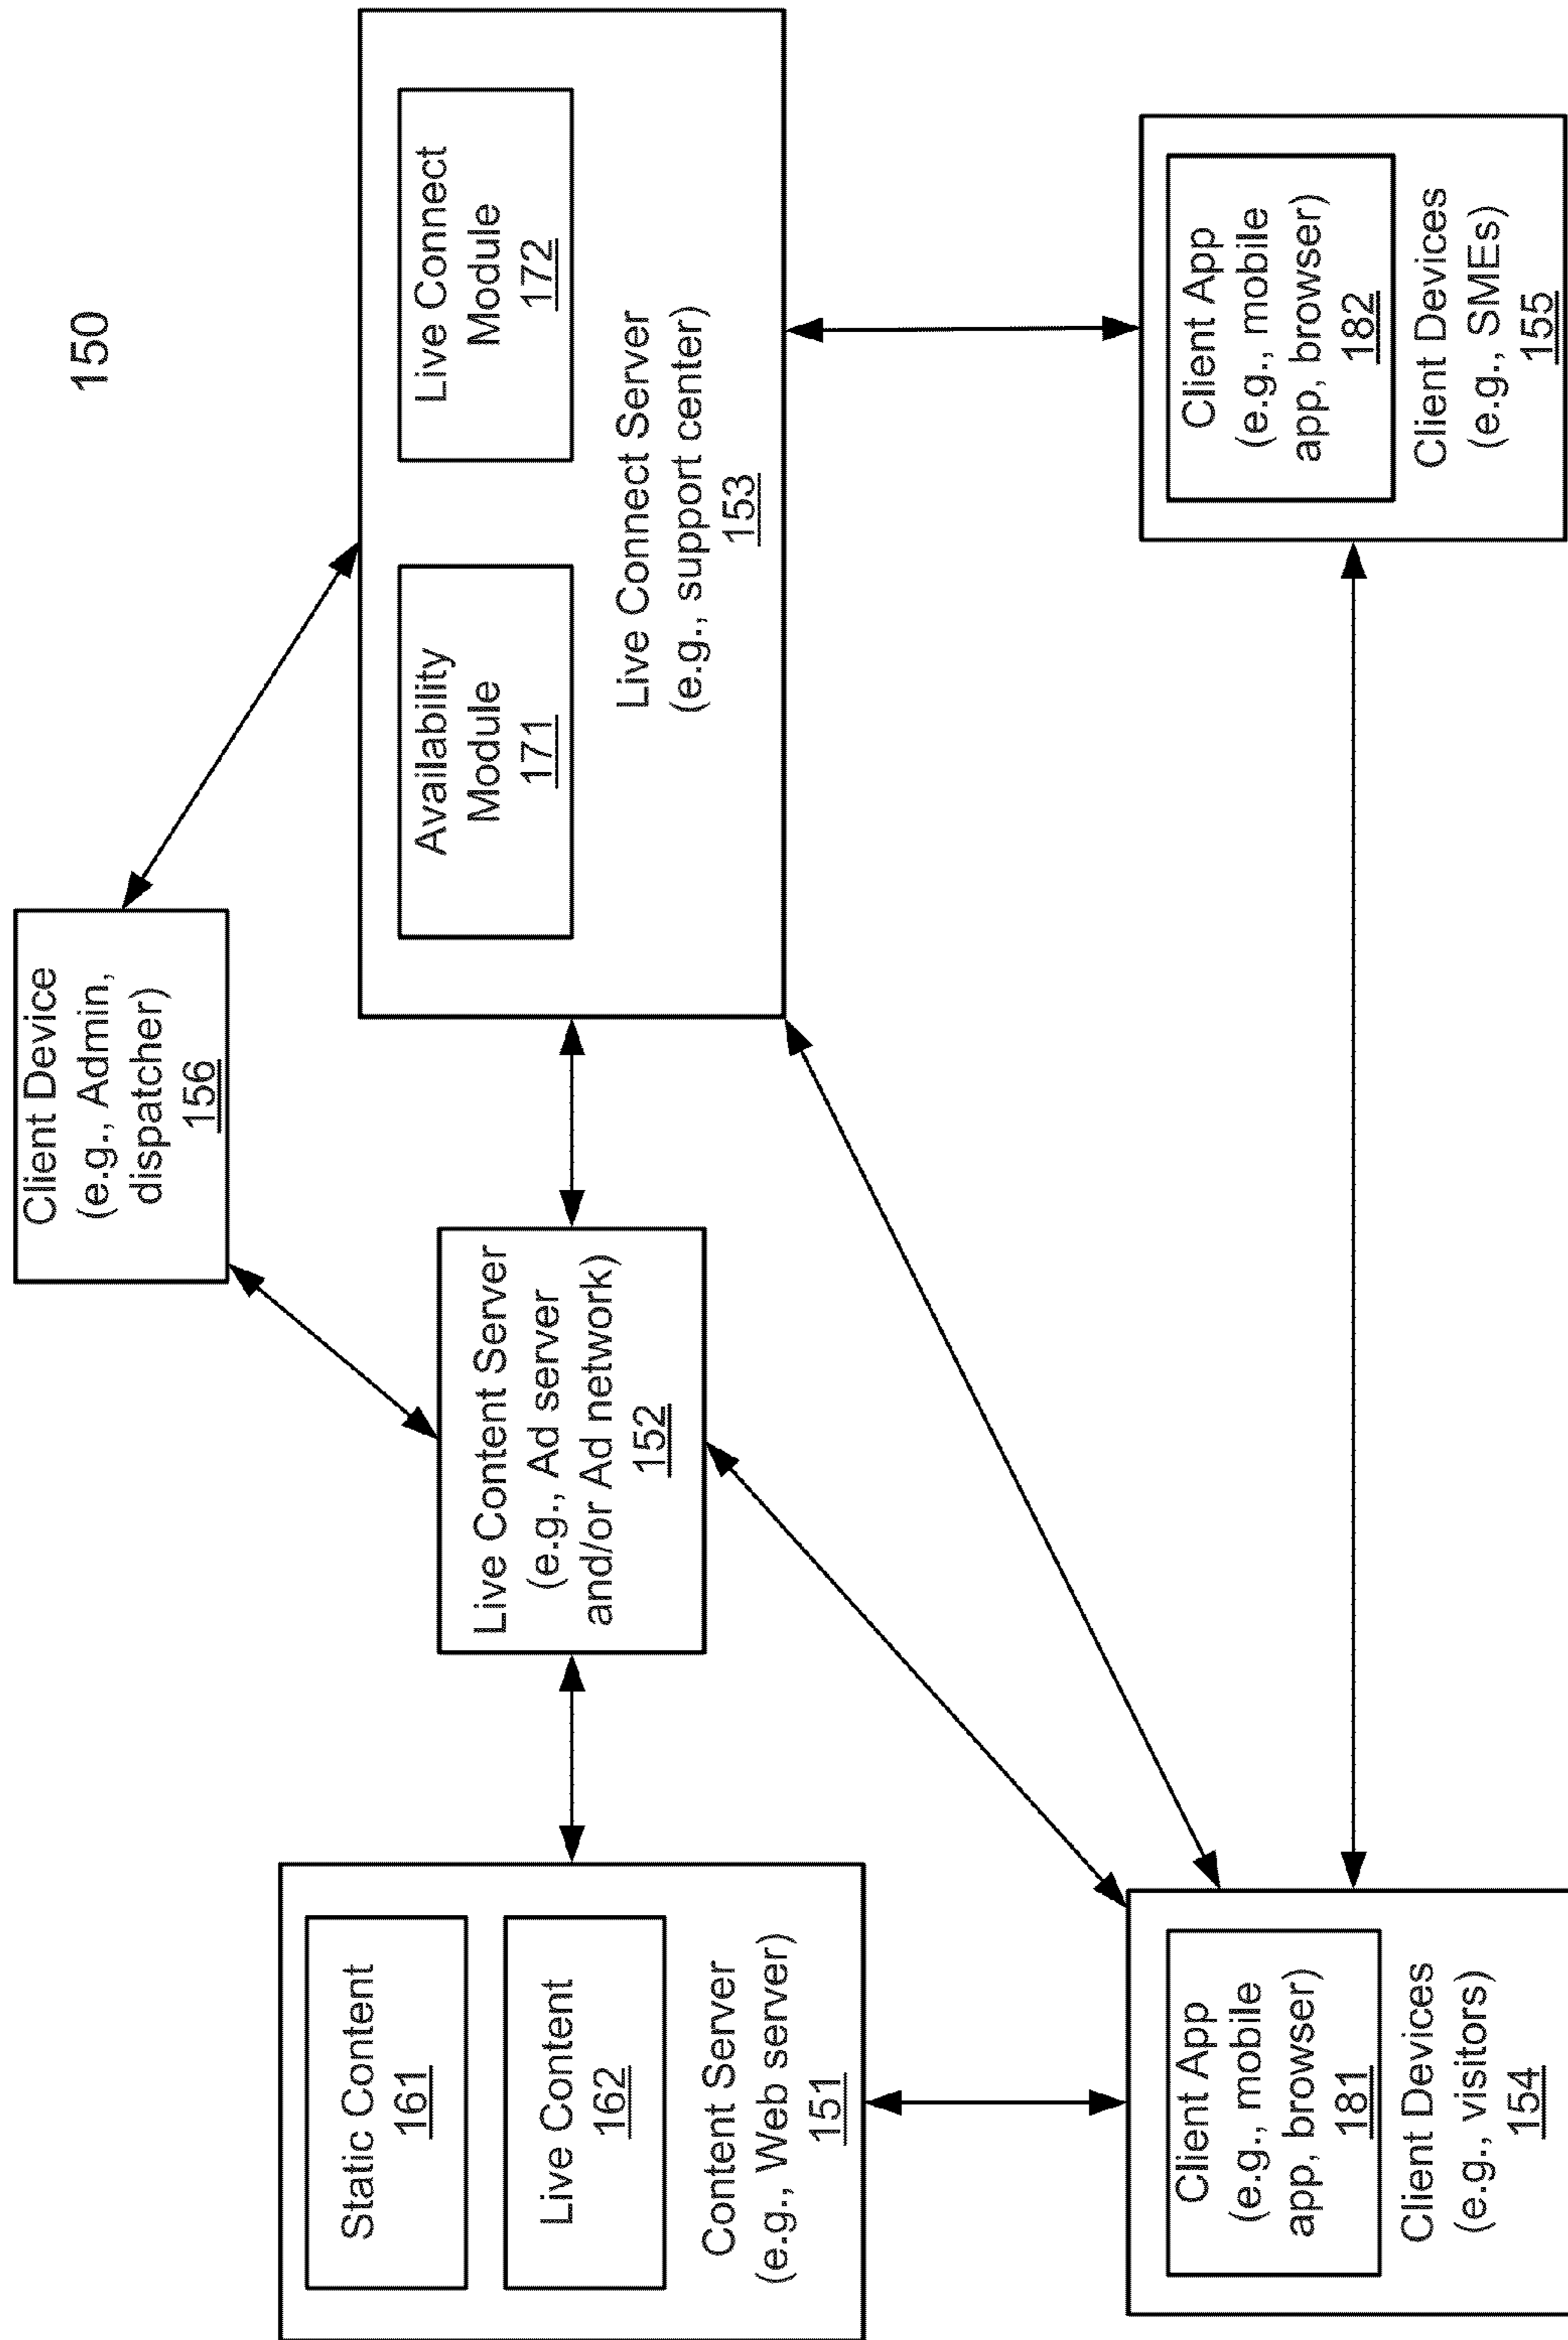 150
Client Device
(e.g., Admin,
dispatcher)
156
Static Content
161
Live Content
162
Content Server
(e.g., Web server)
151
Live Content Server
(e.g., Ad server
and/or Ad network)
152
Availability
Module
171
Live Connect
Module
172
Live Connect Server
(e.g., support center)
153
Client App
(e.g., mobile
app, browser)
181
Client Devices
(e.g., visitors)
154
Client App
(e.g., mobile
app, browser)
182
Client Devices
(e.g., SMEs)
155